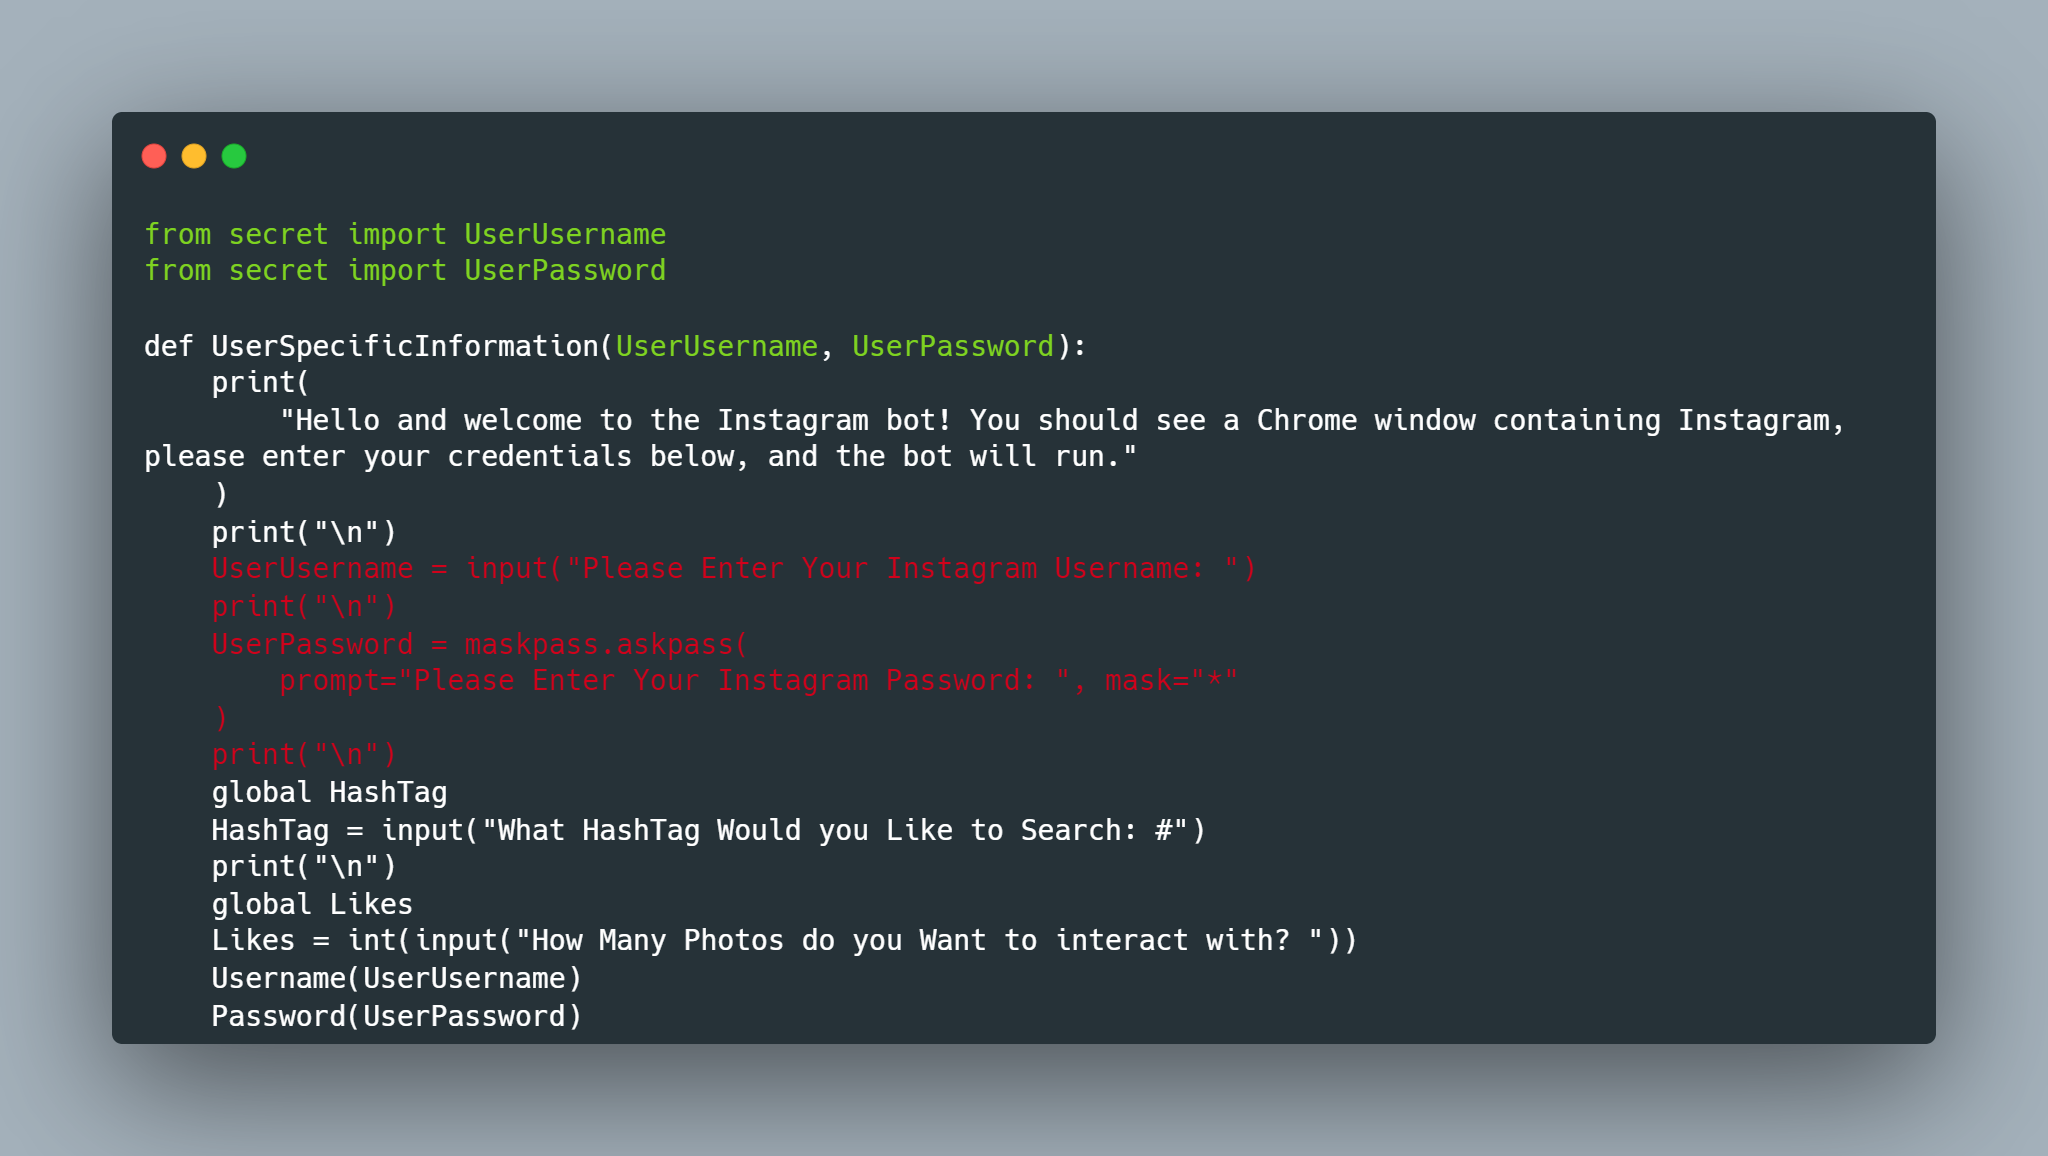 from secret import UserUsername
from secret import UserPassword

def UserSpecificInformation(UserUsername, UserPassword):
    print(
        "Hello and welcome to the Instagram bot! You should see a Chrome window containing Instagram,
please enter your credentials below, and the bot will run."
    )
    print("\n")
    UserUsername = input("Please Enter Your Instagram Username: ")
    print("\n")
    UserPassword = maskpass.askpass(
        prompt="Please Enter Your Instagram Password: ", mask="*"
    )
    print("\n")
    global HashTag
    HashTag = input("What HashTag Would you Like to Search: #")
    print("\n")
    global Likes
    Likes = int(input("How Many Photos do you Want to interact with? "))
    Username(UserUsername)
    Password(UserPassword)